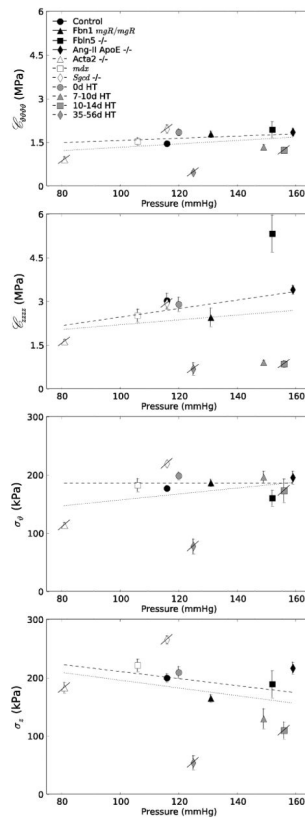 Control
Fbn1 mgR/mgR
Fbln5 -/-
Ang-II ApoE -/-
Acta2 -/-
mdx
Sgcd -/-
0d HT
7-10d HT
10-14d HT
35-56d HT
6
4.5
3
1.5
0
𝒞θθθθ (MPa)
80 100 120 140 160
Pressure (mmHg)
6
4.5
3
1.5
0
𝒞zzzz (MPa)
80 100 120 140 160
Pressure (mmHg)
300
200
100
0
σθ (kPa)
80 100 120 140 160
Pressure (mmHg)
300
200
100
0
σz (kPa)
80 100 120 140 160
Pressure (mmHg)